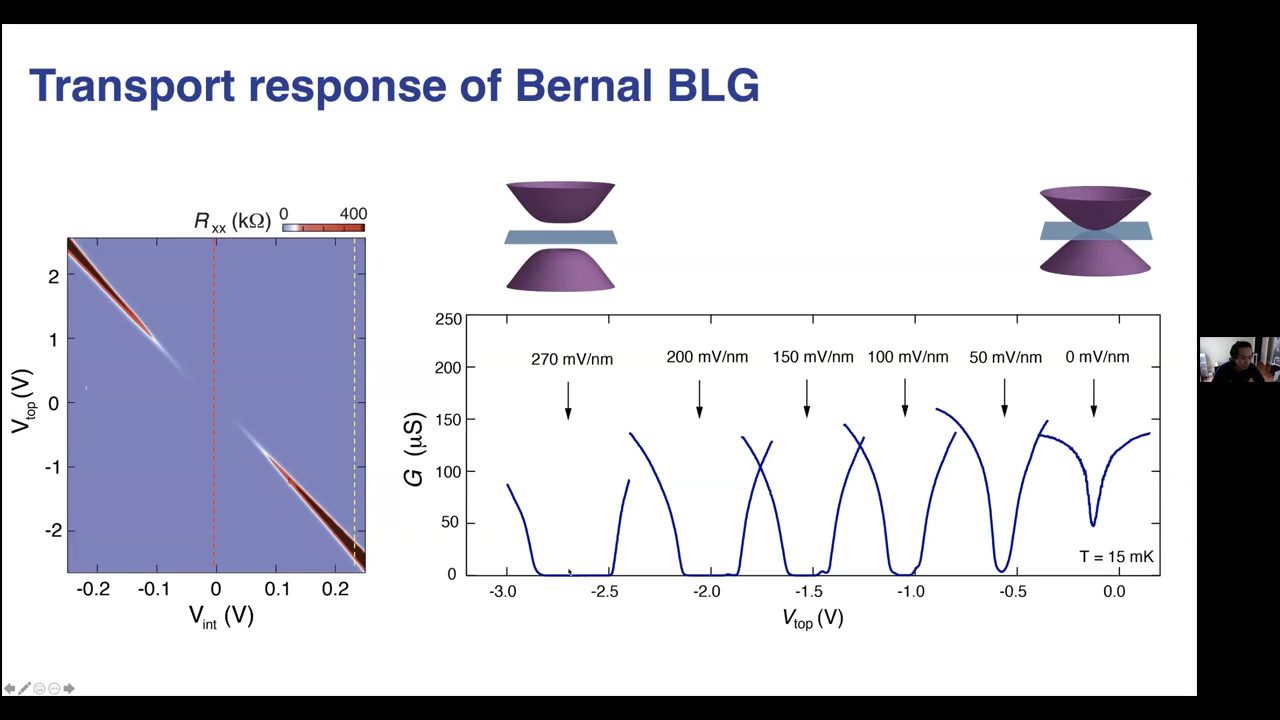 Transport response of Bernal BLG
Rxx (kΩ)
0 400
2
1
0
-1
-2
Vtop (V)
-0.2 -0.1 0 0.1 0.2
Vint (V)
270 mV/nm 200 mV/nm 150 mV/nm 100 mV/nm 50 mV/nm 0 mV/nm
250
200
150
100
50
0
G (μS)
T = 15 mK
-3.0 -2.5 -2.0 -1.5 -1.0 -0.5 0.0
Vtop (V)